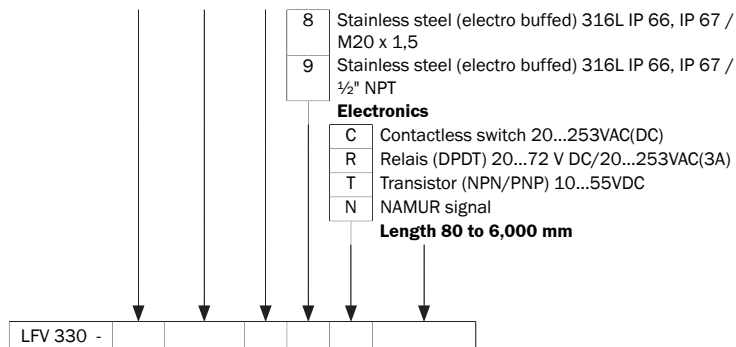 8 Stainless steel (electro buffed) 316L IP 66, IP 67 /
M20 x 1,5
9 Stainless steel (electro buffed) 316L IP 66, IP 67 /
½" NPT
Electronics
C Contactless switch 20...253VAC(DC)
R Relais (DPDT) 20...72 V DC/20...253VAC(3A)
T Transistor (NPN/PNP) 10...55VDC
N NAMUR signal
Length 80 to 6,000 mm
LFV 330 -